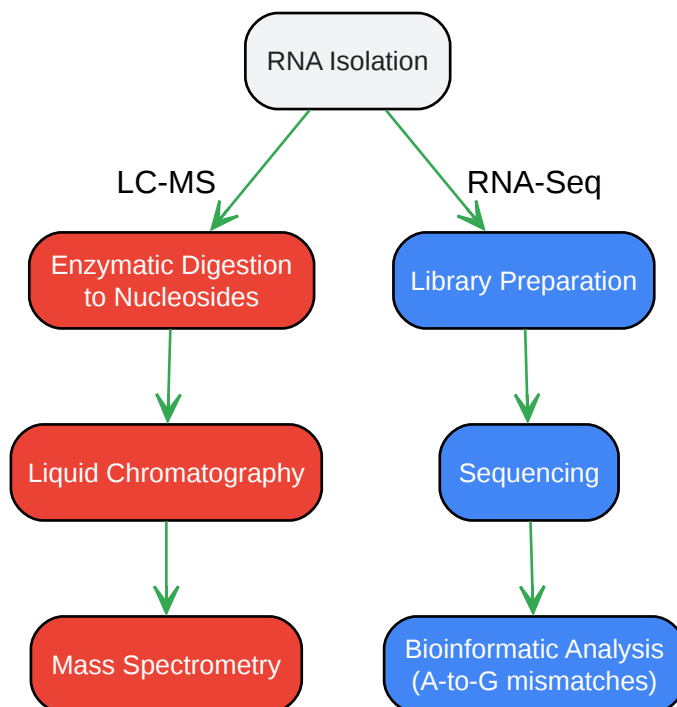 RNA Isolation
LC-MS
RNA-Seq
Enzymatic Digestion
to Nucleosides
Library Preparation
Liquid Chromatography
Sequencing
Mass Spectrometry
Bioinformatic Analysis
(A-to-G mismatches)